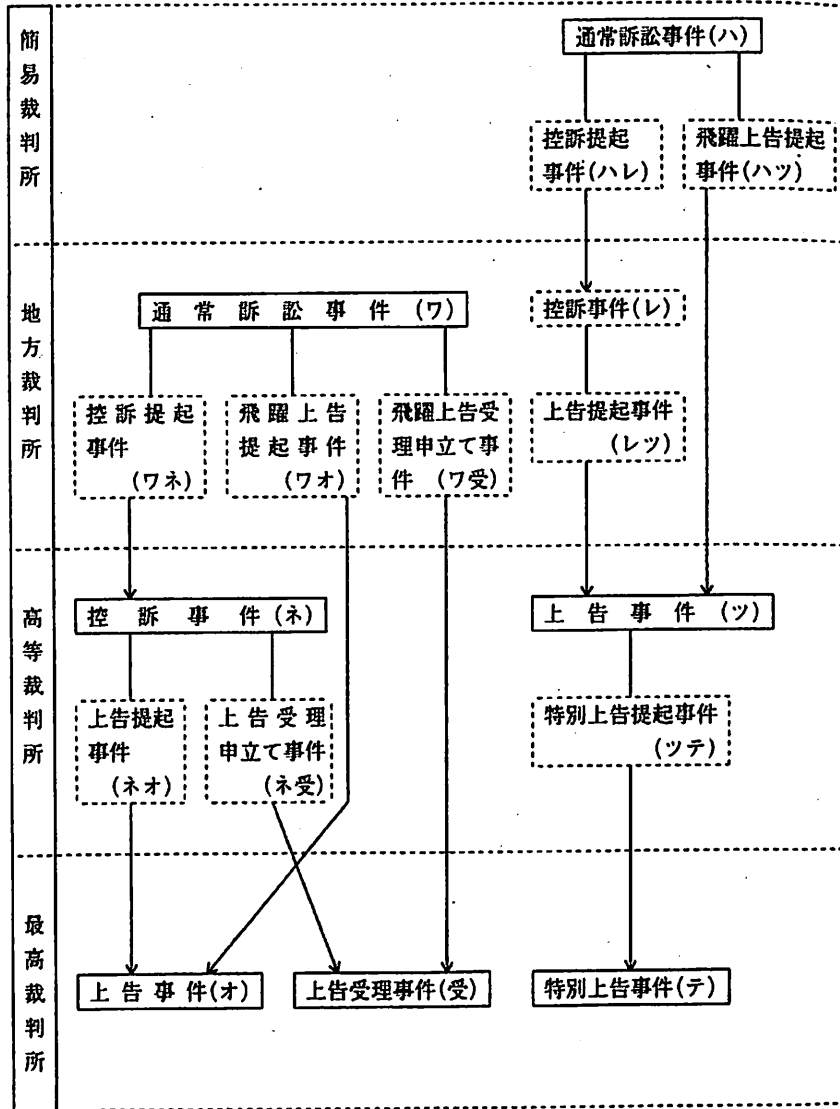 簡易裁判所
通常訴訟事件(ハ)
控訴提起
事件(ハレ)
飛躍上告提起
事件(ハツ)
地方裁判所
通常訴訟事件(ワ)
控訴事件(レ)
控訴提起
事件
(ワネ)
飛躍上告
提起事件
(ワオ)
飛躍上告受
理申立て事
件(ワ受)
上告提起事件
(レツ)
高等裁判所
控訴事件(ネ)
上告事件(ツ)
上告提起
事件
(ネオ)
上告受理
申立て事件
(ネ受)
特別上告提起事件
(ツテ)
最高裁判所
上告事件(オ)
上告受理事件(受)
特別上告事件(テ)